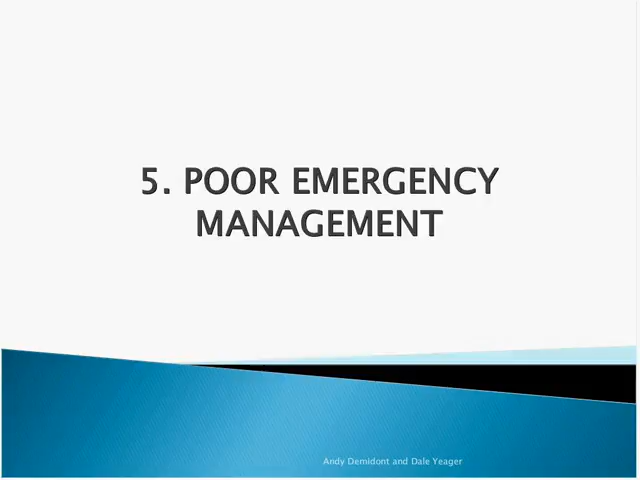 5. POOR EMERGENCY
MANAGEMENT
Andy Demidont and Dale Yeager